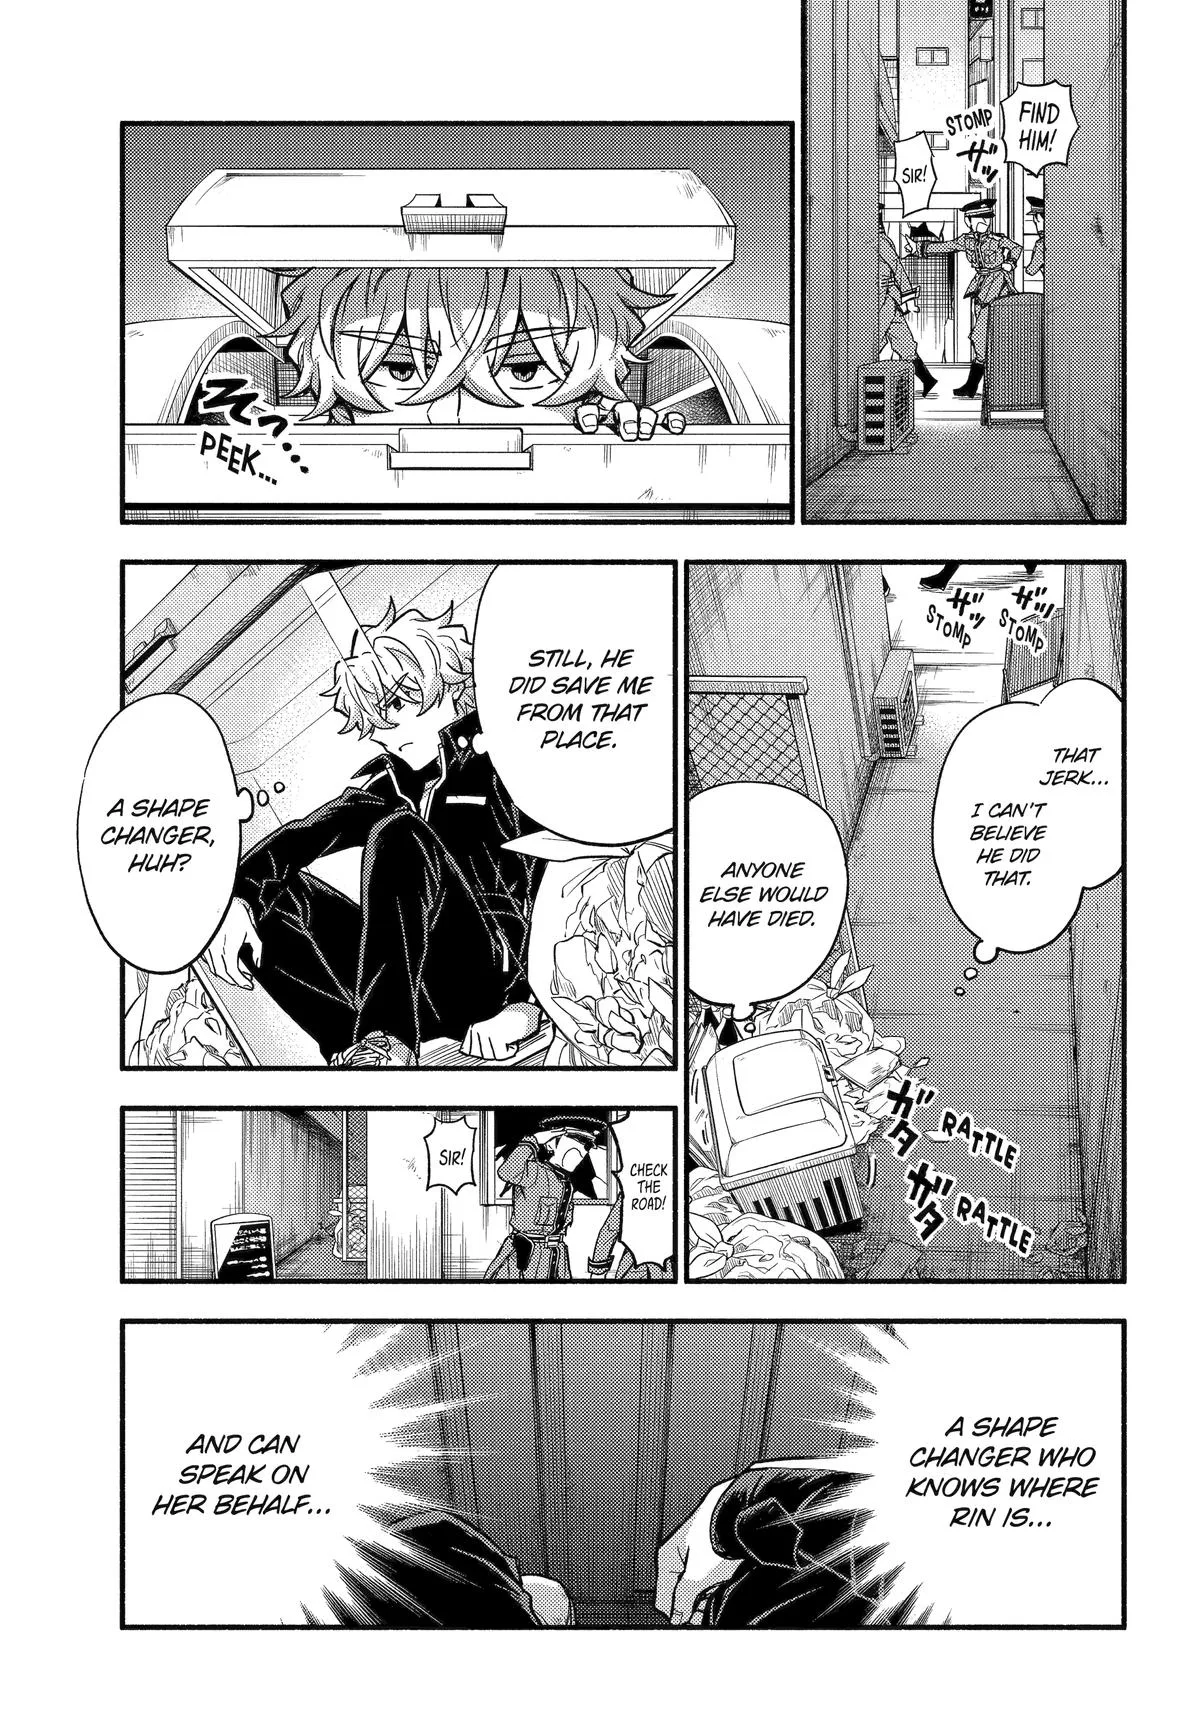 FIND
HIM!
STOMP
ザッ
SIR!
そ～っ…
PEEK...
ザッ
STOMP
ザッ
STOMP
THAT
JERK...
I CAN'T
BELIEVE
HE DID
THAT.
ANYONE
ELSE WOULD
HAVE DIED.
ガタ
RATTLE
ガタ
RATTLE
STILL, HE
DID SAVE ME
FROM THAT
PLACE.
A SHAPE
CHANGER,
HUH?
CHECK
THE
ROAD!
SIR!
A SHAPE
CHANGER WHO
KNOWS WHERE
RIN IS...
AND CAN
SPEAK ON
HER BEHALF...